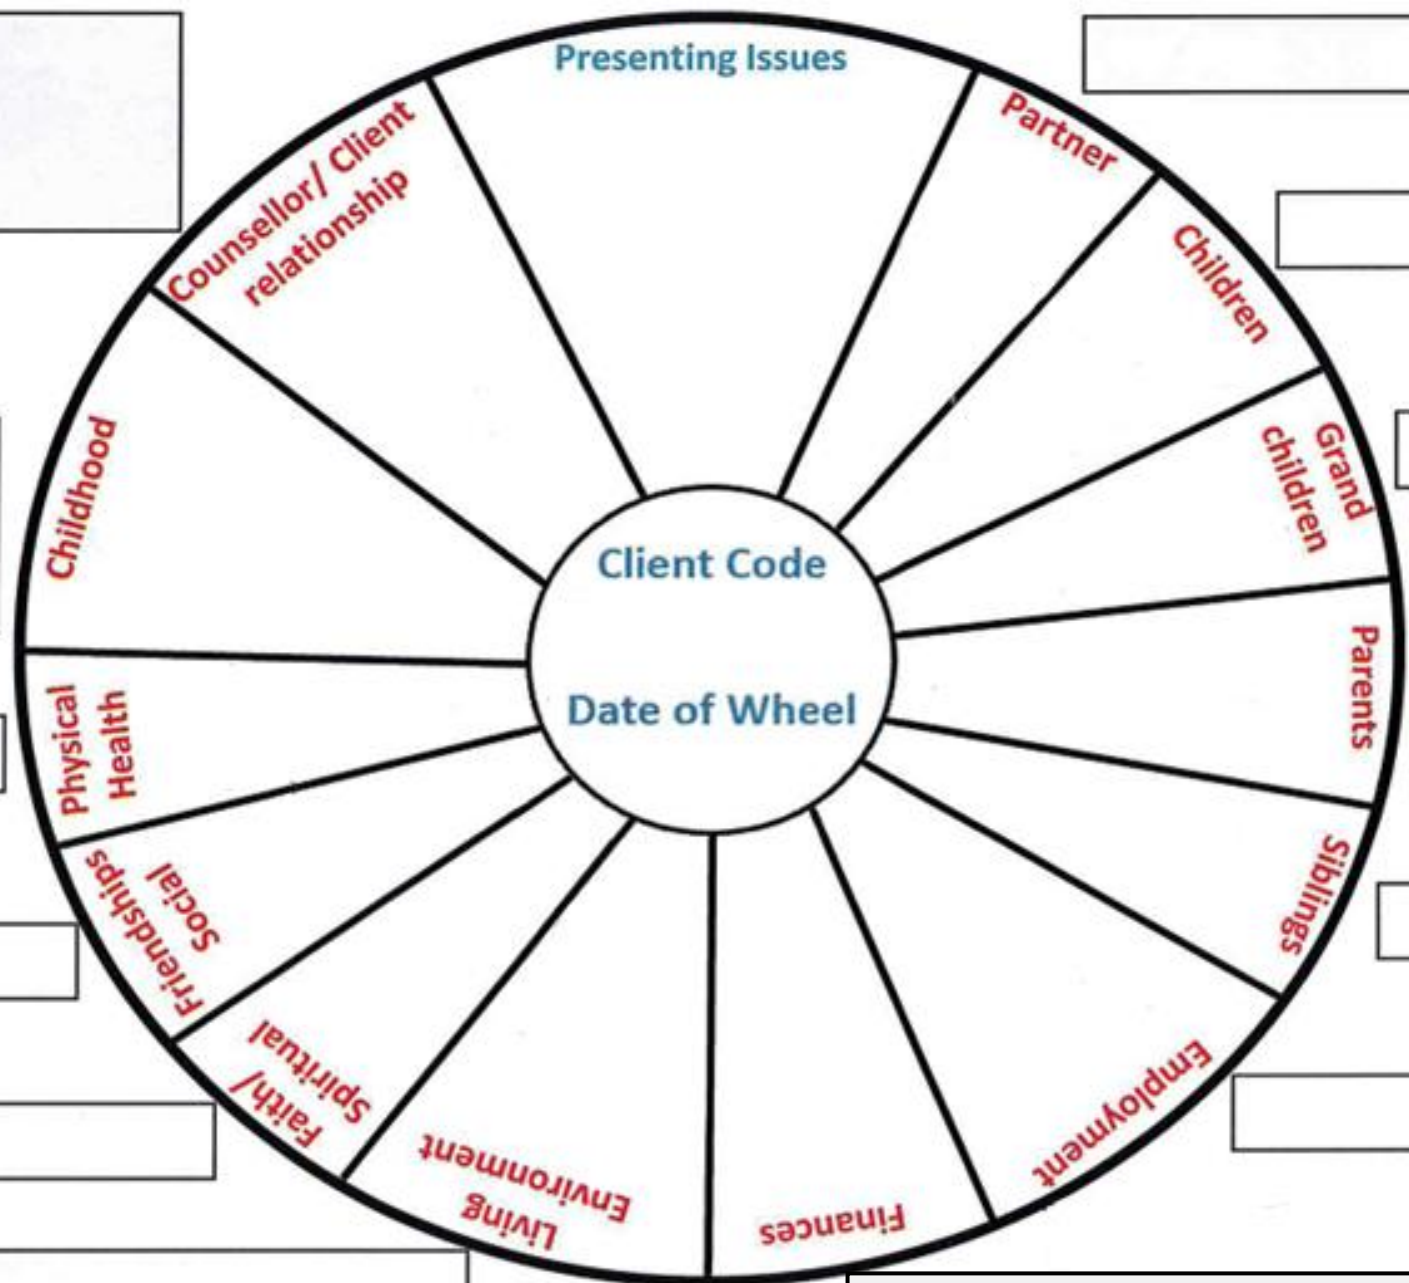 Presenting Issues
Partner
Children
Grand
children
Parents
Siblings
Employment
Finances
Living
Environment
Faith/
Spiritual
Friendships
Social
Physical
Health
Childhood
Counsellor/ Client
relationship
Client Code
Date of Wheel